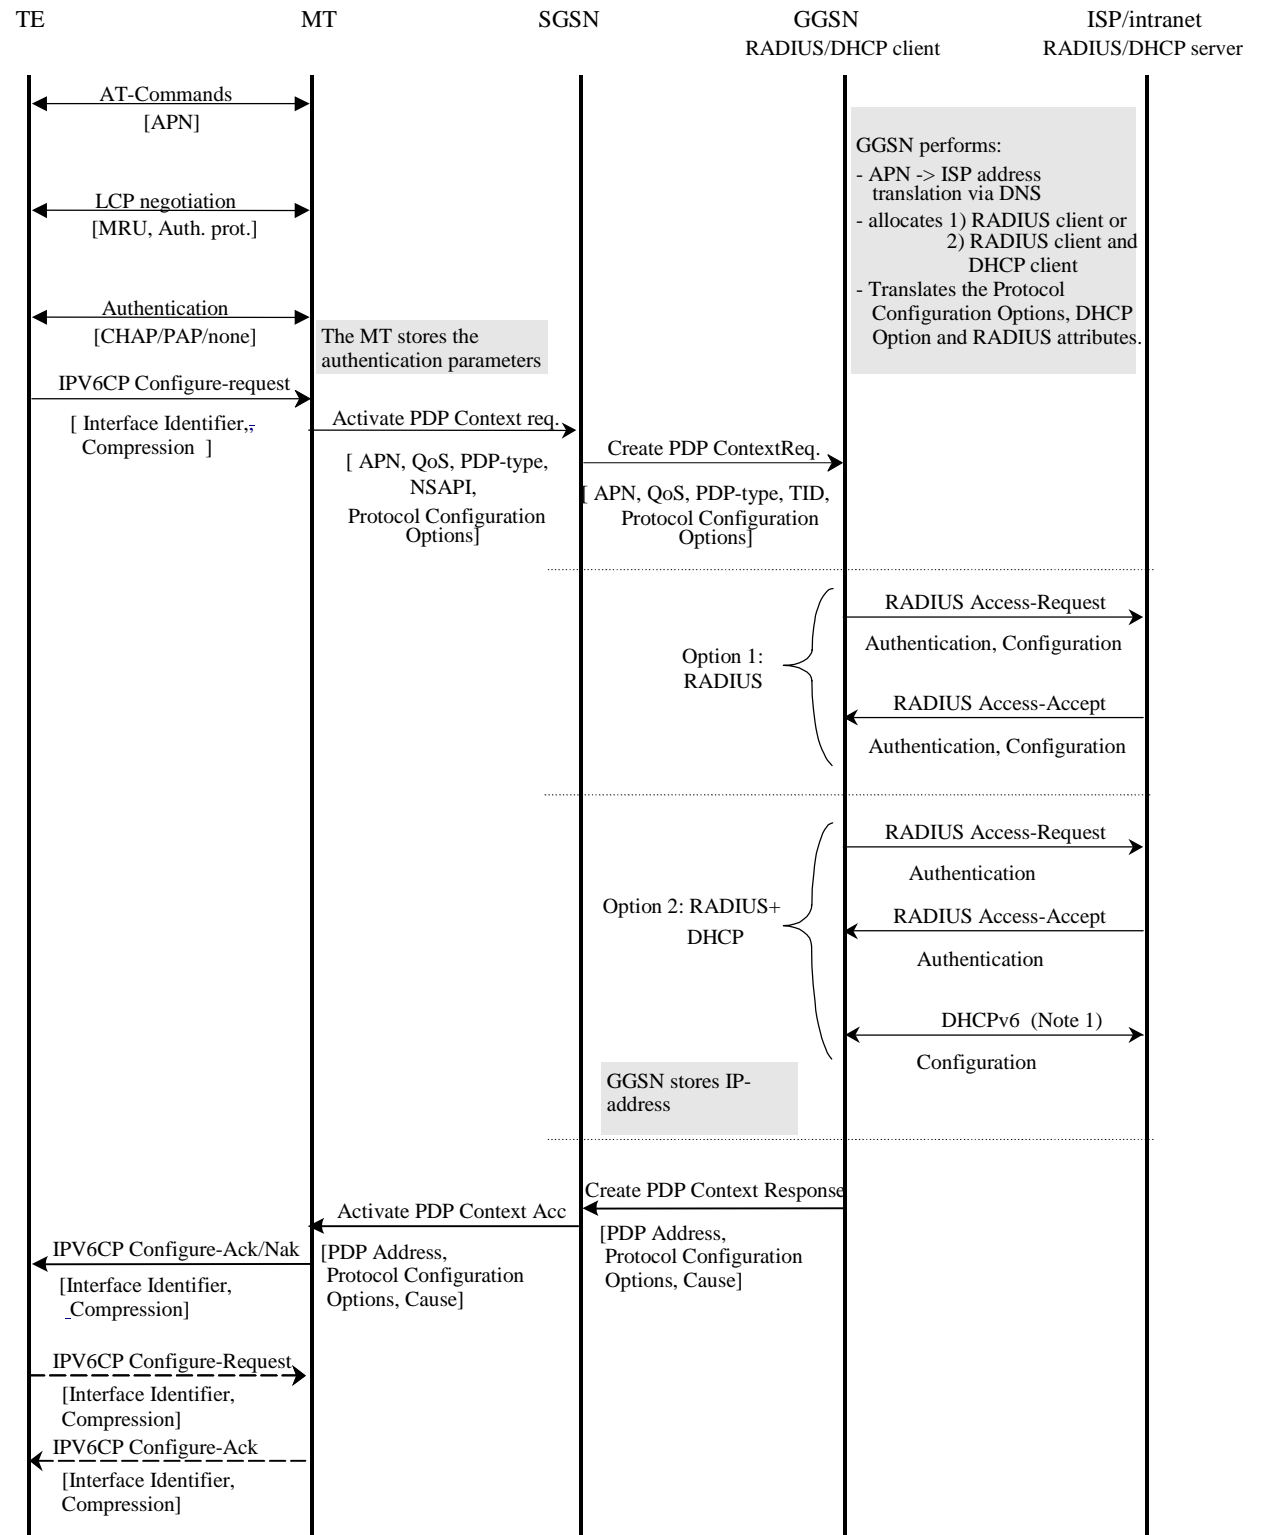 TE
MT
SGSN
GGSN
ISP/intranet
RADIUS/DHCP client
RADIUS/DHCP server
AT-Commands
[APN]
GGSN performs:
- APN -> ISP address
translation via DNS
- allocates 1) RADIUS client or
2) RADIUS client and
DHCP client
- Translates the Protocol
Configuration Options, DHCP
Option and RADIUS attributes.
LCP negotiation
[MRU, Auth. prot.]
Authentication
[CHAP/PAP/none]
The MT stores the
authentication parameters
IPV6CP Configure-request
[ Interface Identifier,,
Compression ]
Activate PDP Context req.
[ APN, QoS, PDP-type,
NSAPI,
Protocol Configuration
Options]
Create PDP ContextReq.
[ APN, QoS, PDP-type, TID,
Protocol Configuration
Options]
RADIUS Access-Request
Authentication, Configuration
Option 1:
RADIUS
RADIUS Access-Accept
Authentication, Configuration
RADIUS Access-Request
Authentication
Option 2: RADIUS+
DHCP
RADIUS Access-Accept
Authentication
DHCPv6 (Note 1)
Configuration
GGSN stores IP-
address
Create PDP Context Response
[PDP Address,
Protocol Configuration
Options, Cause]
Activate PDP Context Acc
[PDP Address,
Protocol Configuration
Options, Cause]
IPV6CP Configure-Ack/Nak
[Interface Identifier,
Compression]
IPV6CP Configure-Request
[Interface Identifier,
Compression]
IPV6CP Configure-Ack
[Interface Identifier,
Compression]